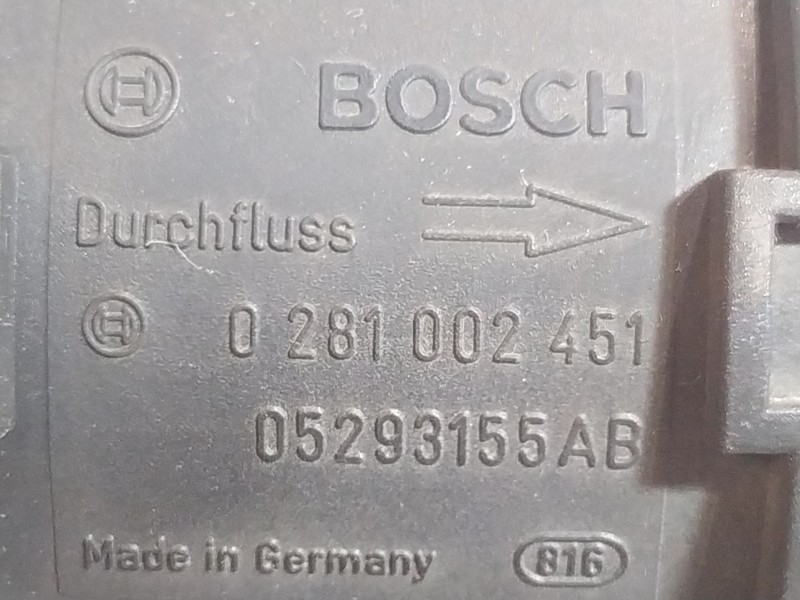 BOSCH
Durchfluss
0 281 002 451
05293155AB
Made in Germany 816